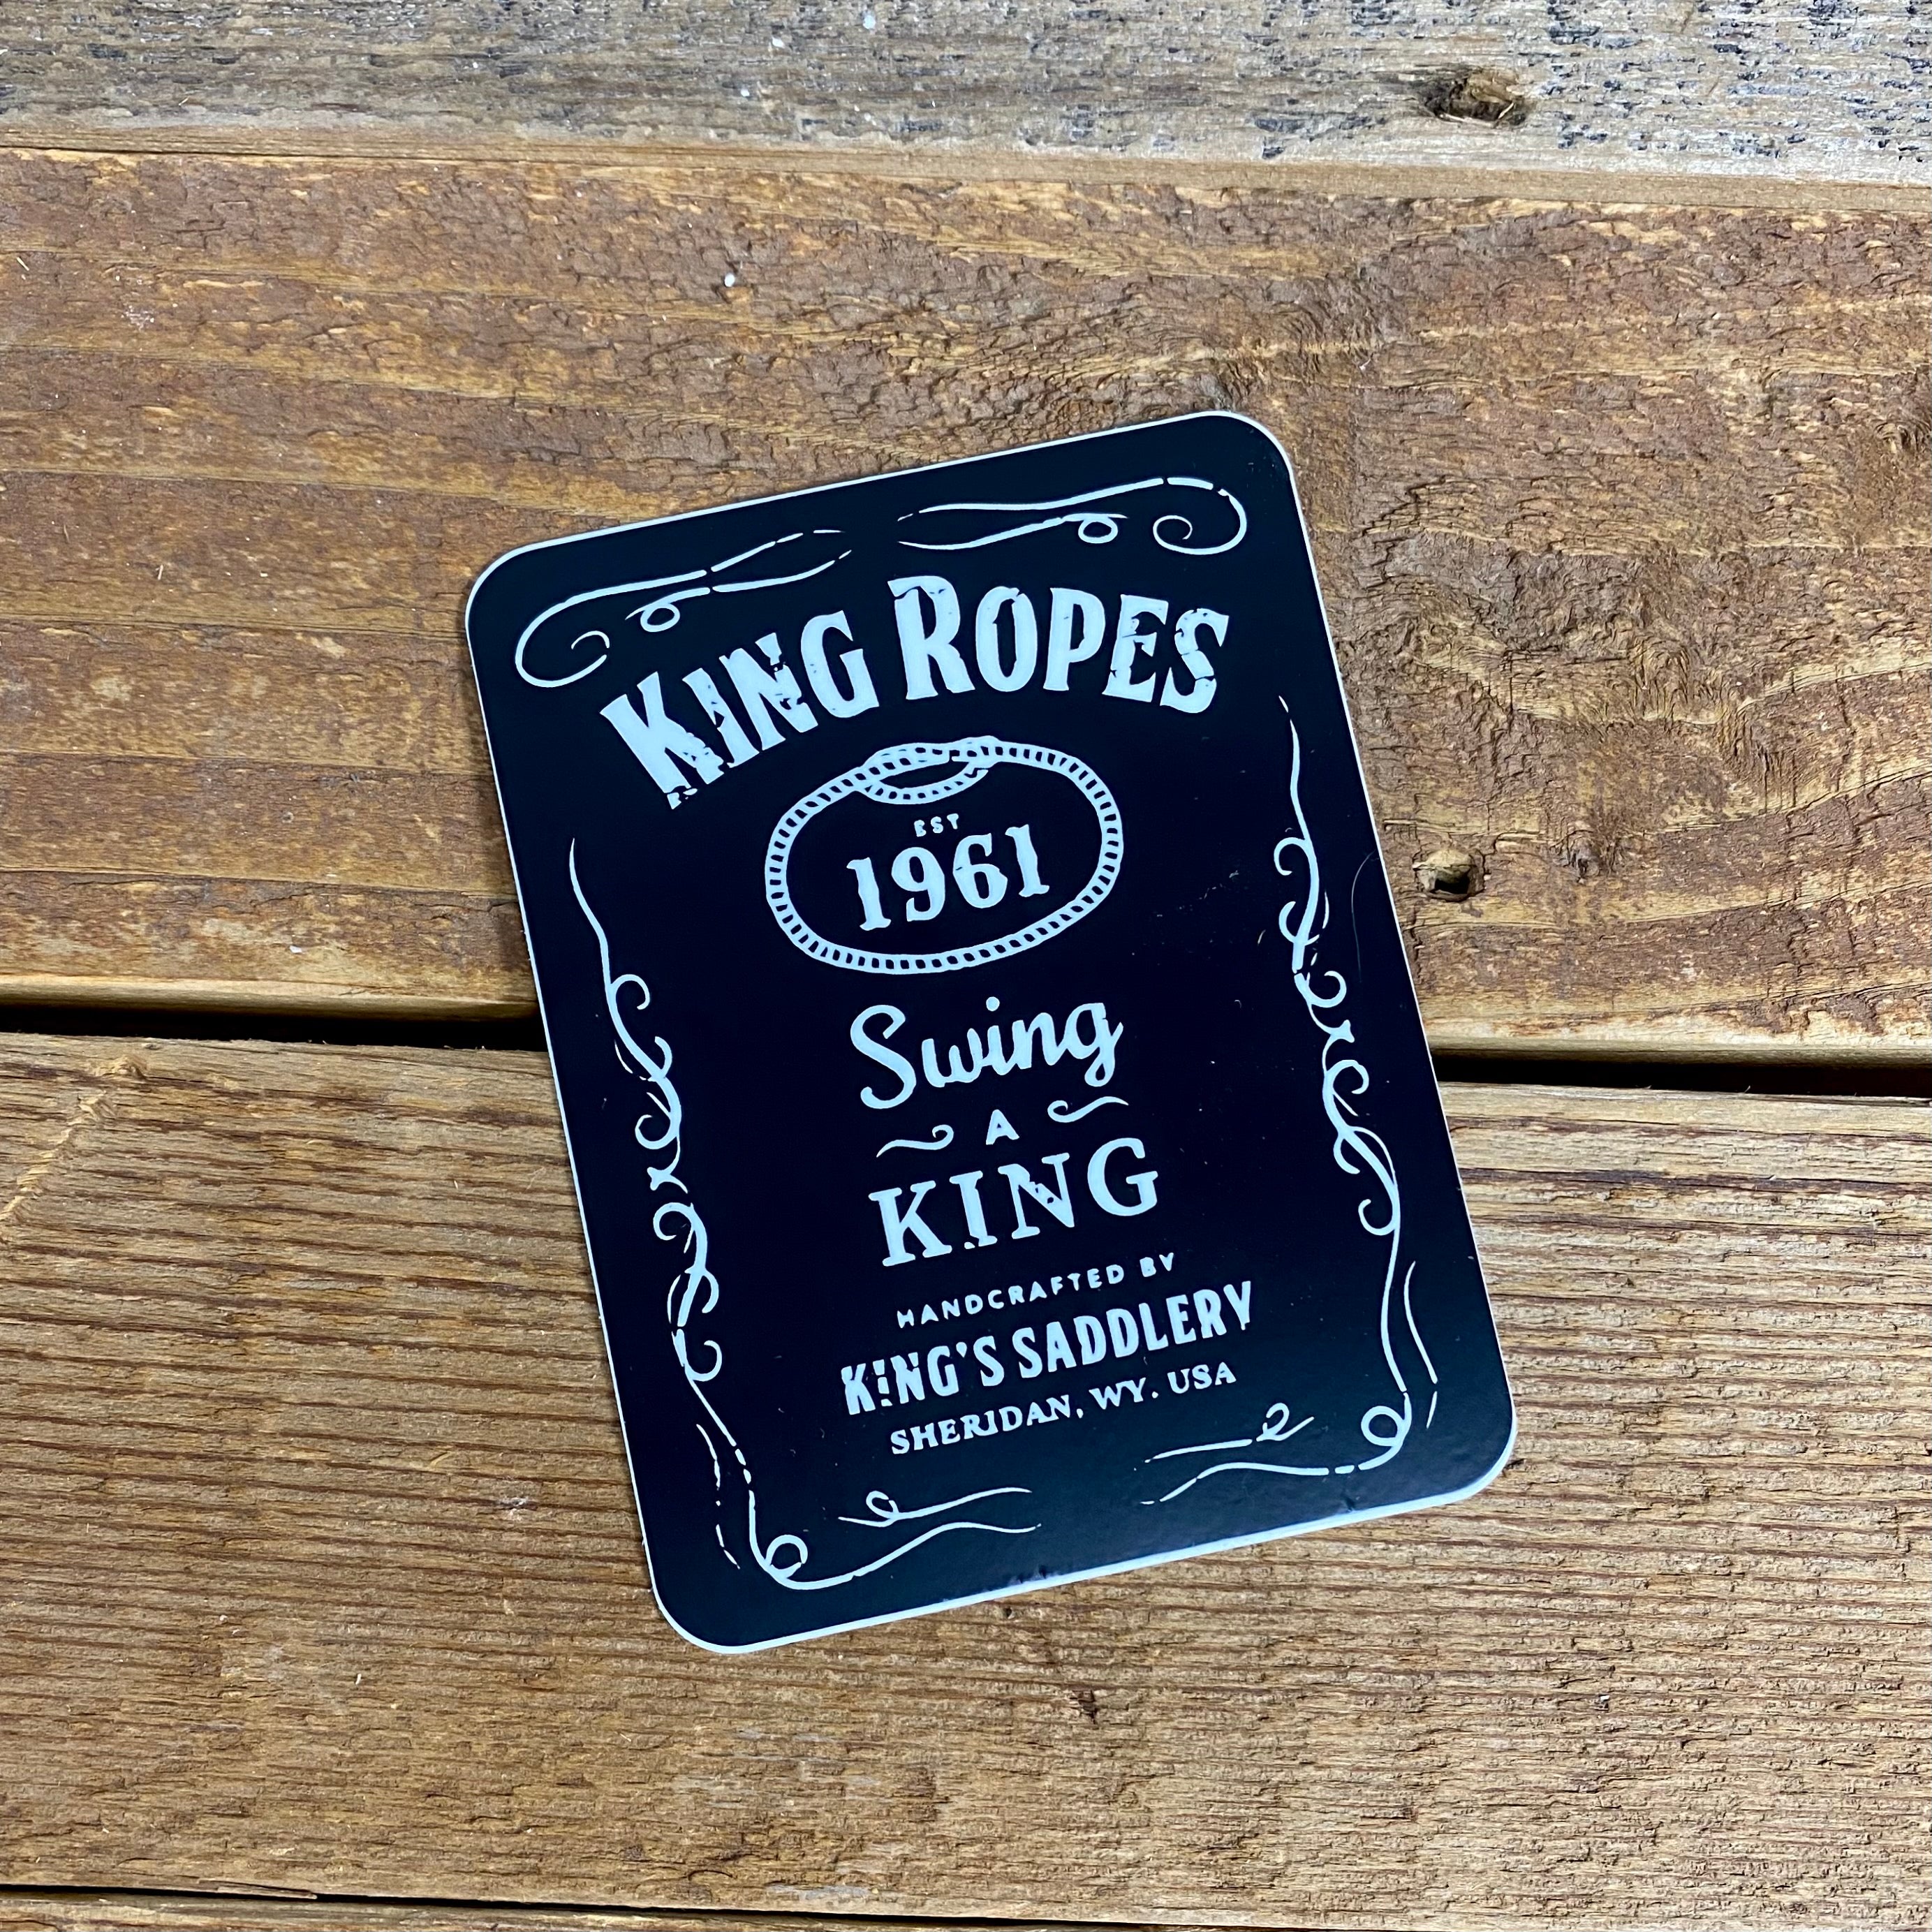 KING ROPES
EST
1961
Swing
A
KING
HANDCRAFTED BY
KING'S SADDLERY
SHERIDAN, WY. USA